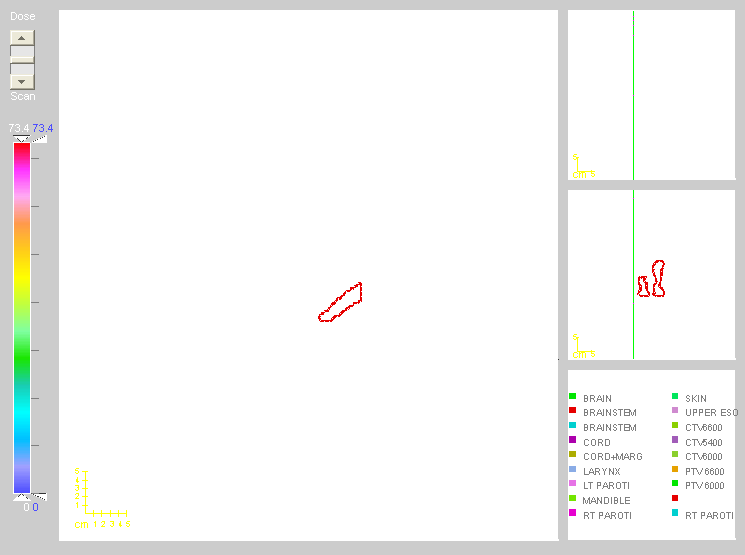 Dose
Scan
73.4 73.4
0 0
5
4
3
2
1
cm 1 2 3 4 5
5
cm 5
5
cm 5
BRAIN SKIN
BRAINSTEM UPPER ESO
BRAINSTEM CTV6600
CORD CTV5400
CORD+MARG CTV6000
LARYNX PTV6600
LT PAROTI PTV6000
MANDIBLE
RT PAROTI RT PAROTI